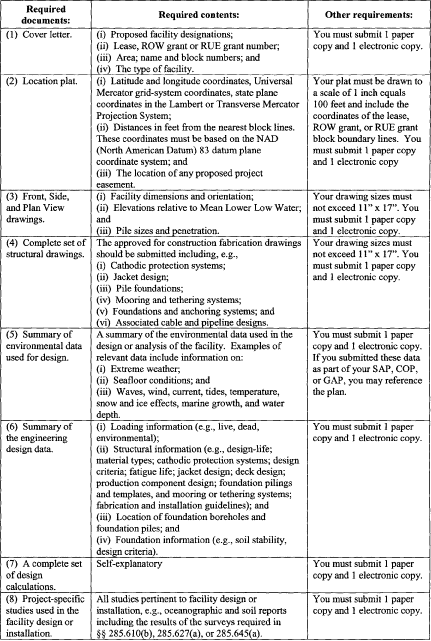 Required documents:
Required contents:
Other requirements:
(1) Cover letter.
(i) Proposed facility designations;
(ii) Lease, ROW grant or RUE grant number;
(iii) Area; name and block numbers; and
(iv) The type of facility.
You must submit 1 paper
copy and 1 electronic copy.
(2) Location plat.
(i) Latitude and longitude coordinates, Universal
Mercator grid-system coordinates, state plane
coordinates in the Lambert or Transverse Mercator
Projection System;
(ii) Distances in feet from the nearest block lines.
These coordinates must be based on the NAD
(North American Datum) 83 datum plane
coordinate system; and
(iii) The location of any proposed project
easement.
Your plat must be drawn to
a scale of 1 inch equals
100 feet and include the
coordinates of the lease,
ROW grant, or RUE grant
block boundary lines. You
must submit 1 paper copy
and 1 electronic copy
(3) Front, Side,
and Plan View
drawings.
(i) Facility dimensions and orientation;
(ii) Elevations relative to Mean Lower Low Water;
and
(iii) Pile sizes and penetration.
Your drawing sizes must
not exceed 11” x 17”. You
must submit 1 paper copy
and 1 electronic copy.
(4) Complete set of
structural drawings.
The approved for construction fabrication drawings
should be submitted including, e.g.,
(i) Cathodic protection systems;
(ii) Jacket design;
(iii) Pile foundations;
(iv) Mooring and tethering systems;
(v) Foundations and anchoring systems; and
(vi) Associated cable and pipeline designs.
Your drawing sizes must
not exceed 11” x 17”. You
must submit 1 paper copy
and 1 electronic copy.
(5) Summary of
environmental data
used for design.
A summary of the environmental data used in the
design or analysis of the facility. Examples of
relevant data include information on:
(i) Extreme weather;
(ii) Seafloor conditions; and
(iii) Waves, wind, current, tides, temperature,
snow and ice effects, marine growth, and water
depth.
You must submit 1 paper
copy and 1 electronic copy.
If you submitted these data
as part of your SAP, COP,
or GAP, you may reference
the plan.
(6) Summary of
the engineering
design data.
(i) Loading information (e.g., live, dead,
environmental);
(ii) Structural information (e.g., design-life;
material types; cathodic protection systems; design
criteria; fatigue life; jacket design; deck design;
production component design; foundation pilings
and templates, and mooring or tethering systems;
fabrication and installation guidelines); and
(iii) Location of foundation boreholes and
foundation piles; and
(iv) Foundation information (e.g., soil stability,
design criteria).
You must submit 1 paper
copy and 1 electronic copy.
(7) A complete set
of design
calculations.
Self-explanatory
You must submit 1 paper
copy and 1 electronic copy.
(8) Project-specific
studies used in the
facility design or
installation.
All studies pertinent to facility design or
installation, e.g., oceanographic and soil reports
including the results of the surveys required in
§§ 285.610(b), 285.627(a), or 285.645(a).
You must submit 1 paper
copy and 1 electronic copy.